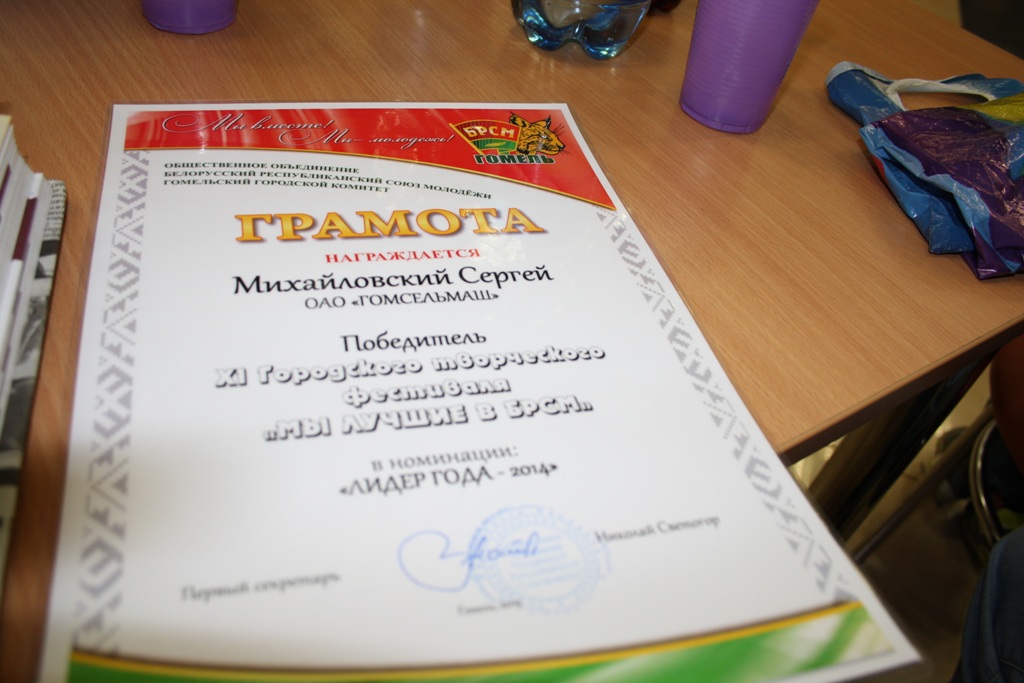 Мы вместе!
Мы - молодежь!
БРСМ
ГОМЕЛЬ
ОБЩЕСТВЕННОЕ ОБЪЕДИНЕНИЕ
БЕЛОРУССКИЙ РЕСПУБЛИКАНСКИЙ СОЮЗ МОЛОДЁЖИ
ГОМЕЛЬСКИЙ ГОРОДСКОЙ КОМИТЕТ
ГРАМОТА
НАГРАЖДАЕТСЯ
Михайловский Сергей
ОАО «ГОМСЕЛЬМАШ»
Победитель
XI Городского творческого
фестиваля
«МЫ ЛУЧШИЕ В БРСМ»
в номинации:
«ЛИДЕР ГОДА - 2014»
Первый секретарь
Николай Светогор